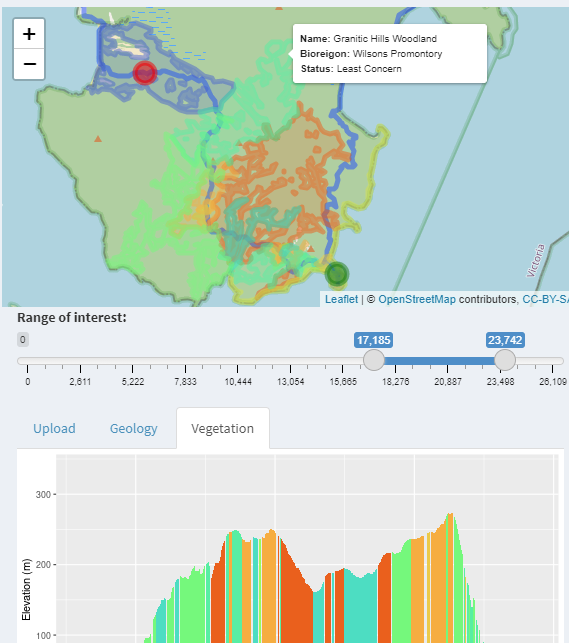 +
−
Name: Granitic Hills Woodland
Bioreigon: Wilsons Promontory
Status: Least Concern
Victoria
Leaflet | © OpenStreetMap contributors, CC-BY-SA
Range of interest:
0
17,185
23,742
0 2,611 5,222 7,833 10,444 13,054 15,665 18,276 20,887 23,498 26,109
Upload Geology Vegetation
300
200
100
Elevation (m)